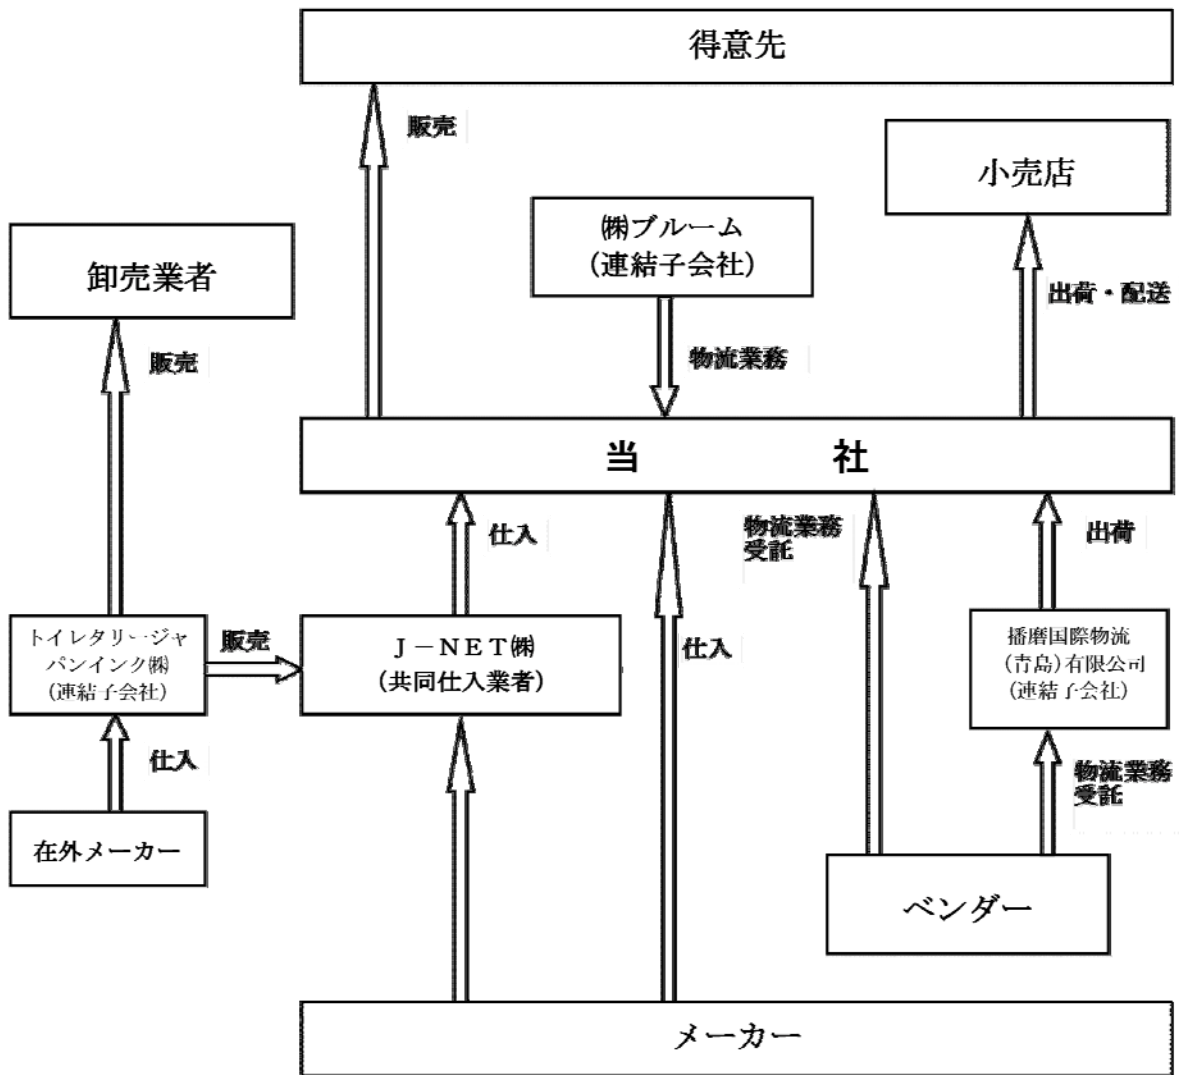 得意先
販売
小売店
㈱ブルーム
(連結子会社)
卸売業者
出荷・配送
販売
物流業務
当　社
仕入
物流業務
受託
出荷
トイレタリージャ
パンインク㈱
(連結子会社)
販売
Ｊ－ＮＥＴ㈱
(共同仕入業者)
仕入
播磨国際物流
(青島)有限公司
(連結子会社)
仕入
物流業務
受託
在外メーカー
ベンダー
メーカー